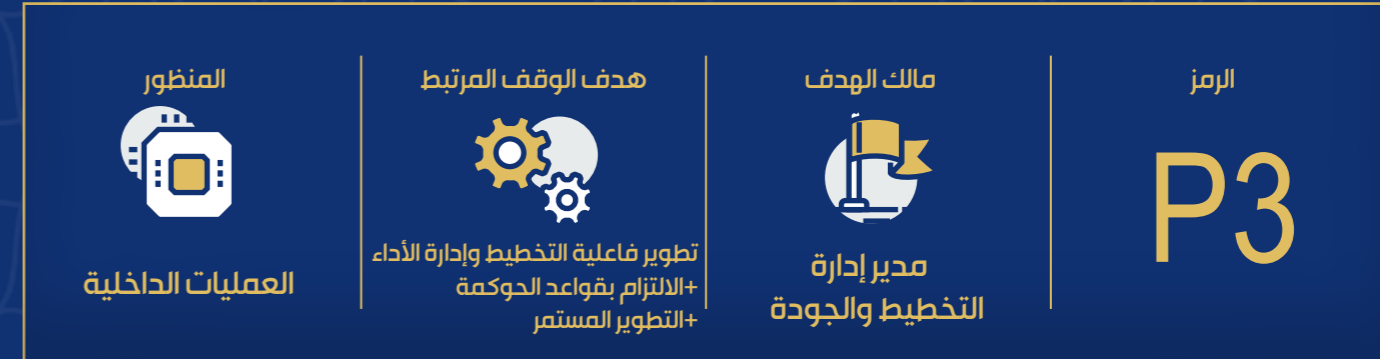 الرمز
P3
مالك الهدف
مدير إدارة
التخطيط والجودة
هدف الوقف المرتبط
تطوير فاعلية التخطيط وإدارة الأداء
+الالتزام بقواعد الحوكمة
+التطوير المستمر
المنظور
العمليات الداخلية